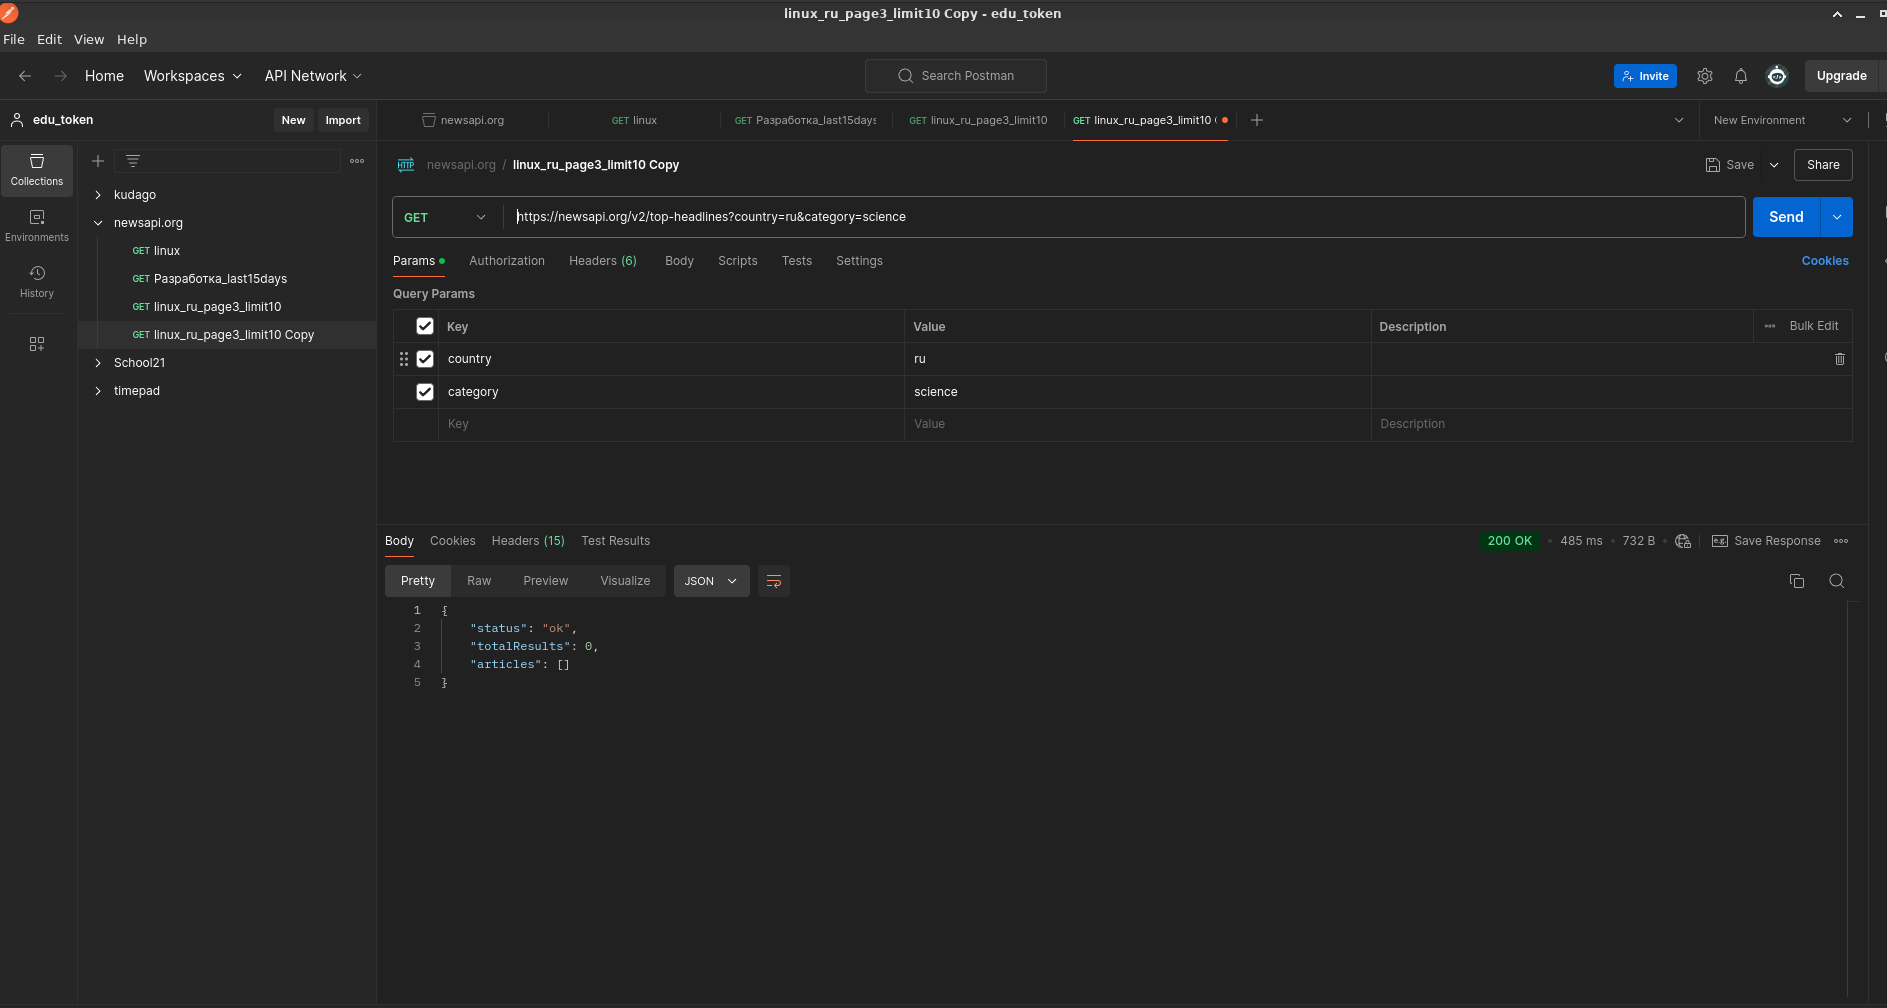 linux_ru_page3_limit10 Copy - edu_token
File Edit View Help
Home Workspaces API Network Search Postman Invite Upgrade
edu_token New Import newsapi.org GET linux GET Разработка_last15days GET linux_ru_page3_limit10 GET linux_ru_page3_limit10 New Environment
Collections
Environments
History
kudago
newsapi.org
GET linux
GET Разработка_last15days
GET linux_ru_page3_limit10
GET linux_ru_page3_limit10 Copy
School21
timepad
HTTP newsapi.org / linux_ru_page3_limit10 Copy Save Share
GET https://newsapi.org/v2/top-headlines?country=ru&category=science Send
Params Authorization Headers (6) Body Scripts Tests Settings Cookies
Query Params
Key Value Description Bulk Edit
country ru
category science
Key Value Description
Body Cookies Headers (15) Test Results 200 OK 485 ms 732 B e.g. Save Response
Pretty Raw Preview Visualize JSON
1 {
2 "status": "ok",
3 "totalResults": 0,
4 "articles": []
5 }